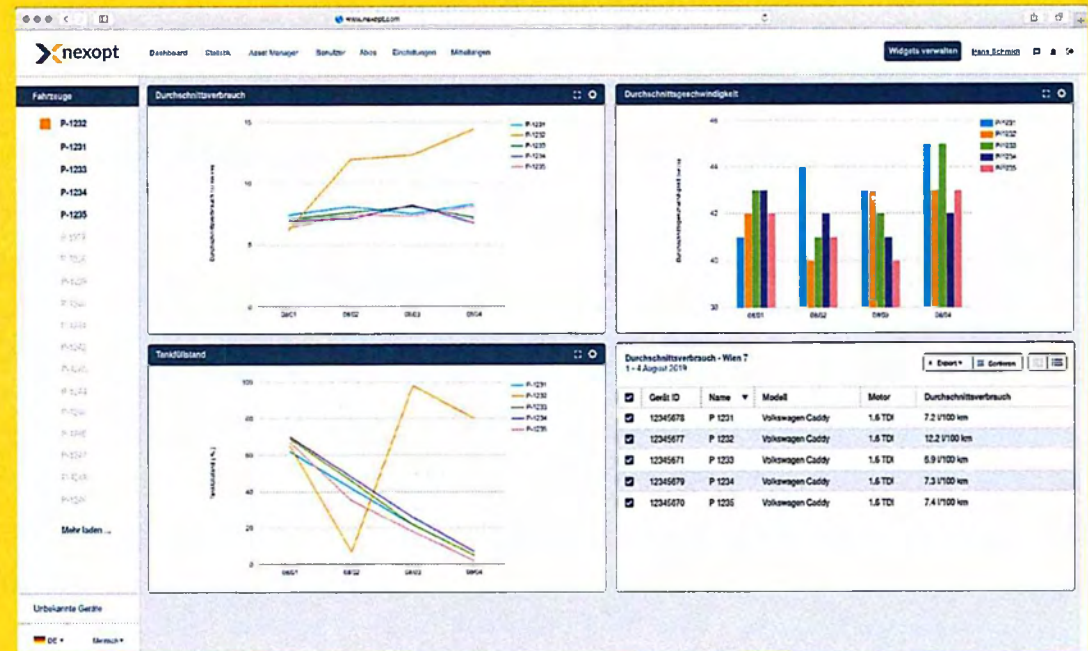 www.nexopt.com
nexopt
Dashboard Statistik Asset Manager Benutzer Abos Einstellungen Mitteilungen
Widgets verwalten
Fahrzeuge
P-1232
P-1231
P-1233
P-1234
P-1235
Mehr laden ...
Unbekannte Geräte
DE
Durchschnittsverbrauch
15
10
5
0
08/01 08/02 08/03 08/04
P-1231
P-1232
P-1233
P-1234
P-1235
Durchschnittsgeschwindigkeit
46
44
42
40
38
08/01 08/02 08/03 08/04
P-1231
P-1232
P-1233
P-1234
P-1235
Tankfüllstand
Tankfüllstand (%)
100
80
60
40
20
0
08/01 08/02 08/03 08/04
P-1231
P-1232
P-1233
P-1234
P-1235
Durchschnittsverbrauch - Wien 7
1 - 4 August 2019
Export Sortieren
Gerät ID Name Modell Motor Durchschnittsverbrauch
12345678 P 1231 Volkswagen Caddy 1.6 TDI 7.2 l/100 km
12345677 P 1232 Volkswagen Caddy 1.6 TDI 12.2 l/100 km
12345671 P 1233 Volkswagen Caddy 1.6 TDI 6.9 l/100 km
12345679 P 1234 Volkswagen Caddy 1.6 TDI 7.3 l/100 km
12345670 P 1235 Volkswagen Caddy 1.6 TDI 7.4 l/100 km